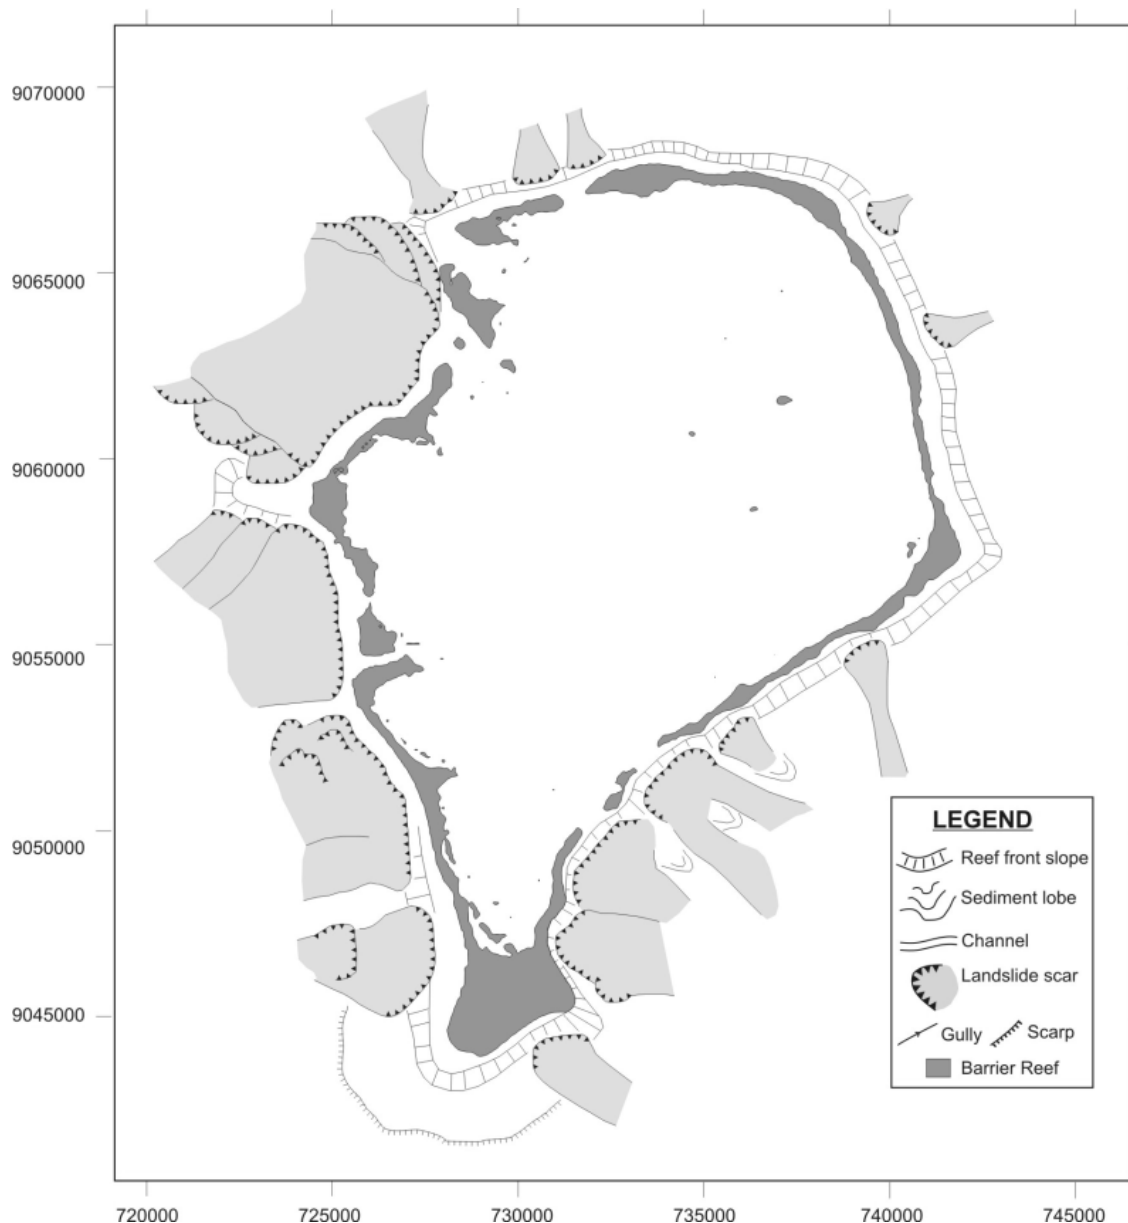 9070000
9065000
9060000
9055000
9050000
9045000
LEGEND
Reef front slope
Sediment lobe
Channel
Landslide scar
Gully Scarp
Barrier Reef
720000 725000 730000 735000 740000 745000